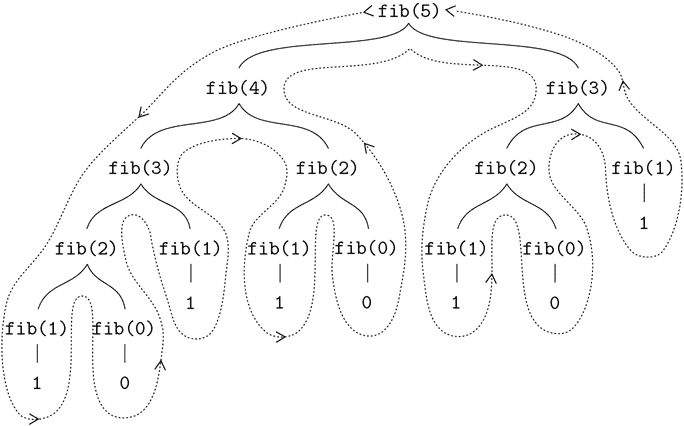 fib(5)
fib(4) fib(3)
fib(3) fib(2) fib(2) fib(1)
1
fib(2) fib(1) fib(1) fib(0) fib(1) fib(0)
1 1 0 1 0
fib(1) fib(0)
1 0